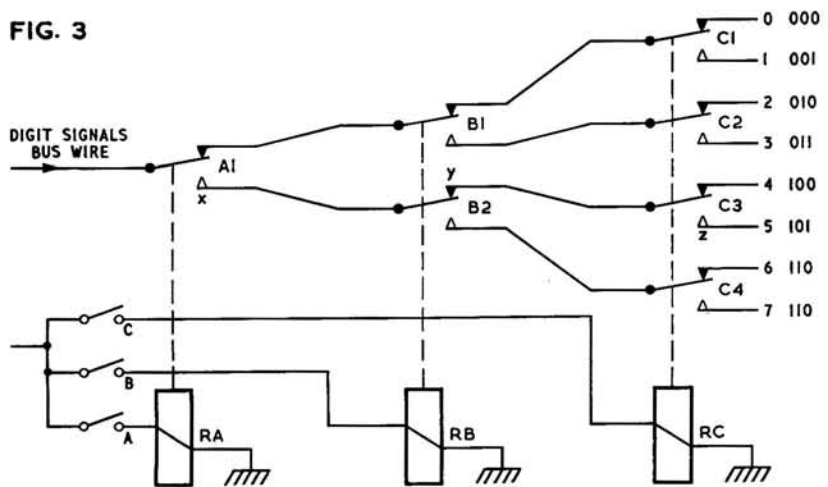 FIG. 3
DIGIT SIGNALS
BUS WIRE
A1
x
B1
y
B2
C1
C2
C3
z
C4
0 000
1 001
2 010
3 011
4 100
5 101
6 110
7 110
C
B
A
RA
RB
RC